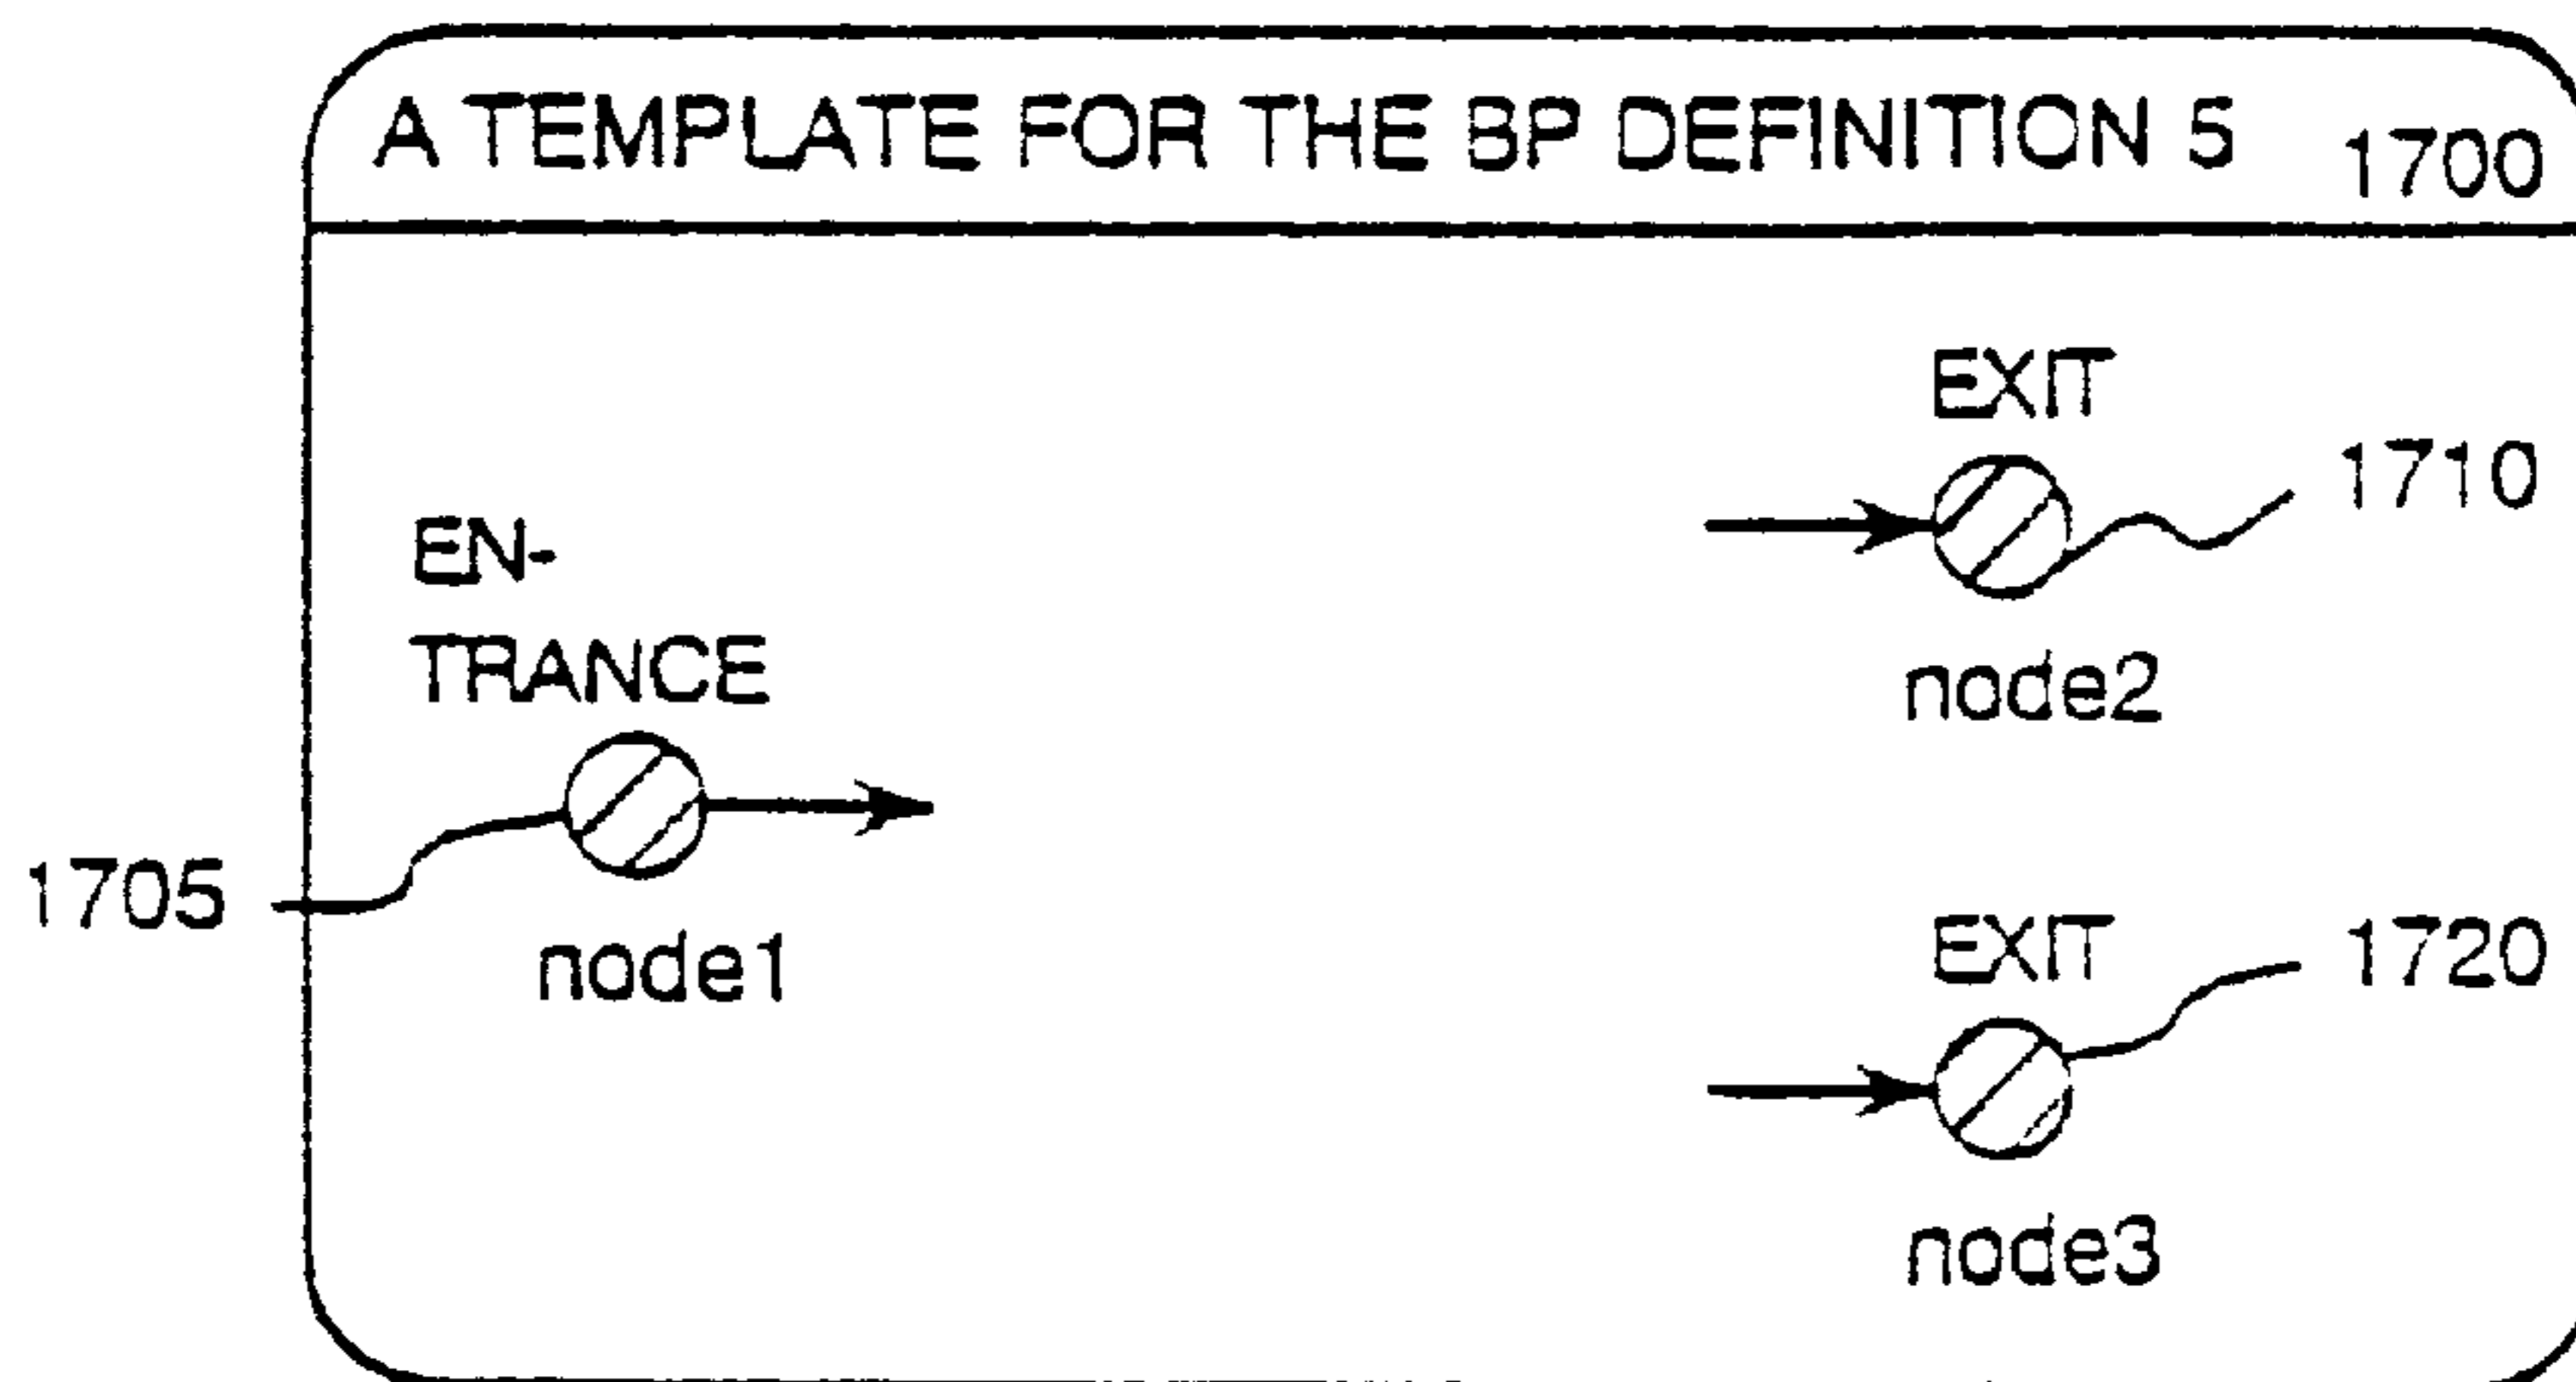 A TEMPLATE FOR THE BP DEFINITION 5 1700
EXIT
1710
node2
EN-
TRANCE
1705
node1
EXIT
1720
node3